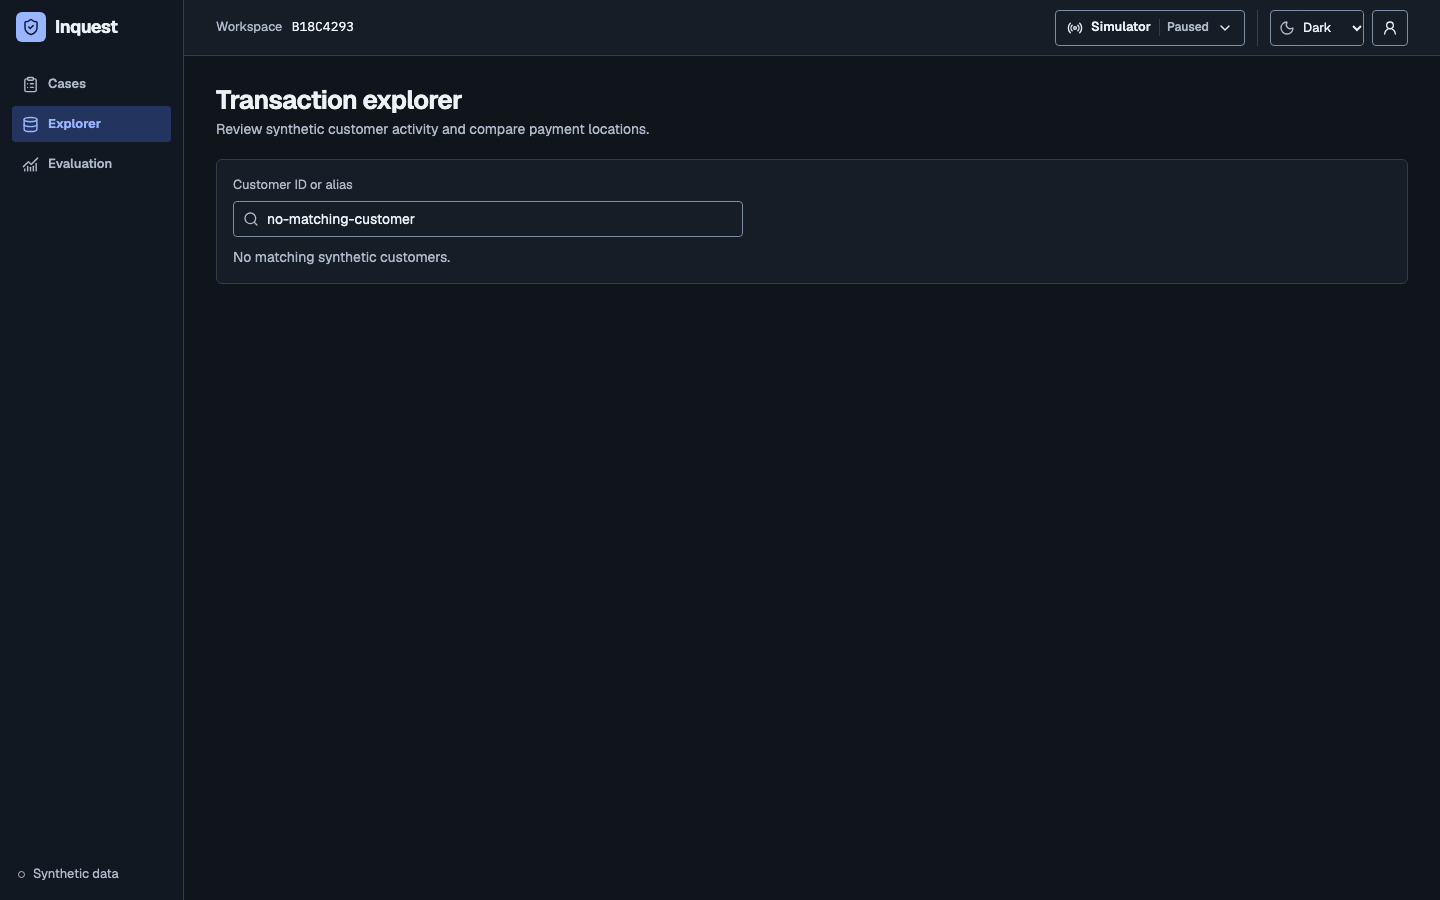 Inquest
Workspace B18C4293
Simulator Paused
Dark
Cases
Explorer
Evaluation
Transaction explorer
Review synthetic customer activity and compare payment locations.
Customer ID or alias
no-matching-customer
No matching synthetic customers.
Synthetic data